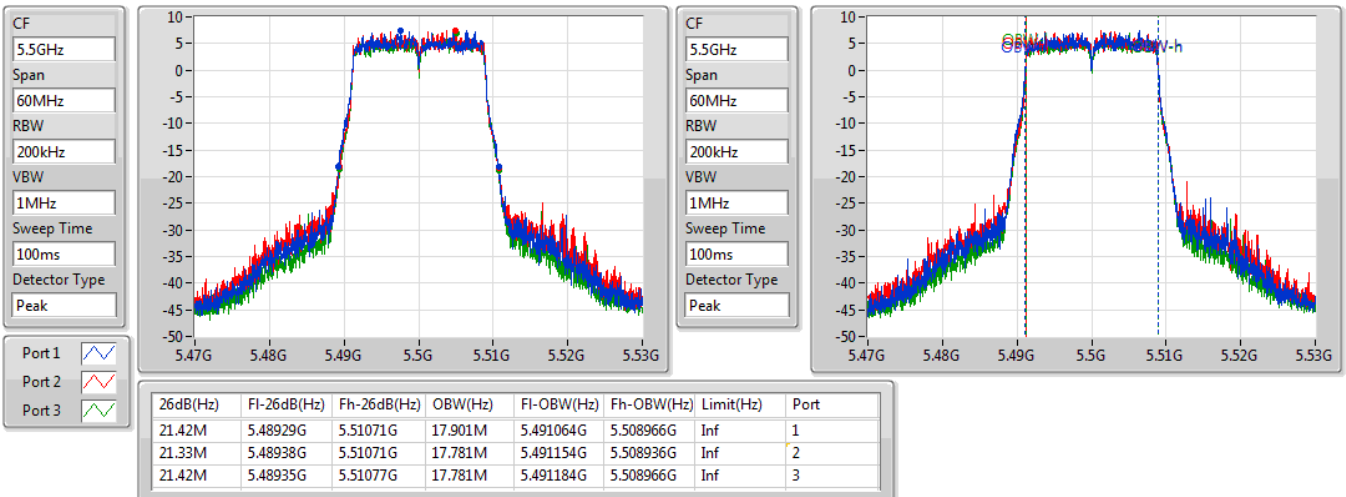 CF
5.5GHz
Span
60MHz
RBW
200kHz
VBW
1MHz
Sweep Time
100ms
Detector Type
Peak
10
5
0
-5
-10
-15
-20
-25
-30
-35
-40
-45
-50
5.47G 5.48G 5.49G 5.5G 5.51G 5.52G 5.53G
CF
5.5GHz
Span
60MHz
RBW
200kHz
VBW
1MHz
Sweep Time
100ms
Detector Type
Peak
10
5
0
-5
-10
-15
-20
-25
-30
-35
-40
-45
-50
5.47G 5.48G 5.49G 5.5G 5.51G 5.52G 5.53G
Port 1
Port 2
Port 3
26dB(Hz) Fl-26dB(Hz) Fh-26dB(Hz) OBW(Hz) Fl-OBW(Hz) Fh-OBW(Hz) Limit(Hz) Port
21.42M 5.48929G 5.51071G 17.901M 5.491064G 5.508966G Inf 1
21.33M 5.48938G 5.51071G 17.781M 5.491154G 5.508936G Inf 2
21.42M 5.48935G 5.51077G 17.781M 5.491184G 5.508966G Inf 3